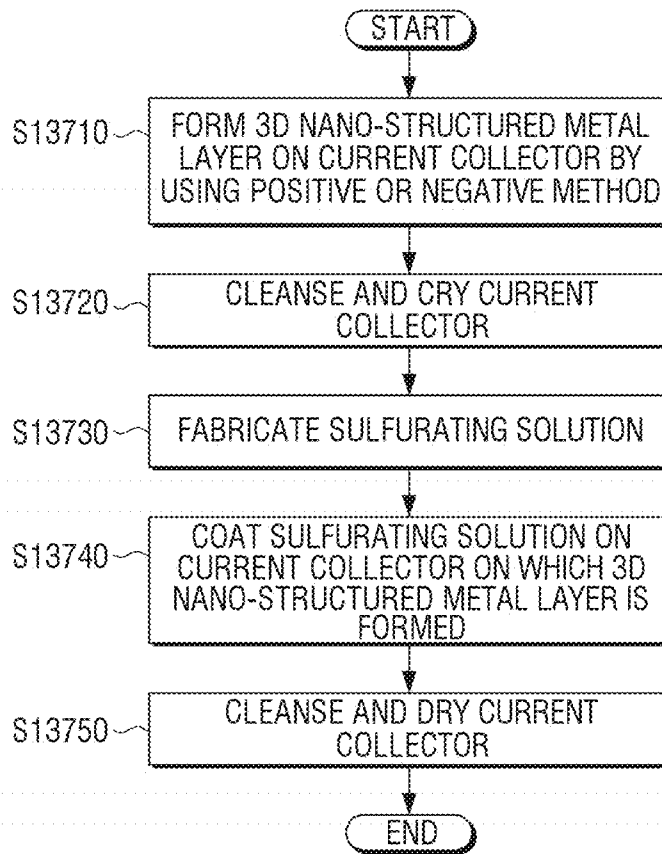 START
S13710
FORM 3D NANO-STRUCTURED METAL
LAYER ON CURRENT COLLECTOR BY
USING POSITIVE OR NEGATIVE METHOD
S13720
CLEANSE AND CRY CURRENT
COLLECTOR
S13730
FABRICATE SULFURATING SOLUTION
S13740
COAT SULFURATING SOLUTION ON
CURRENT COLLECTOR ON WHICH 3D
NANO-STRUCTURED METAL LAYER IS
FORMED
S13750
CLEANSE AND DRY CURRENT
COLLECTOR
END